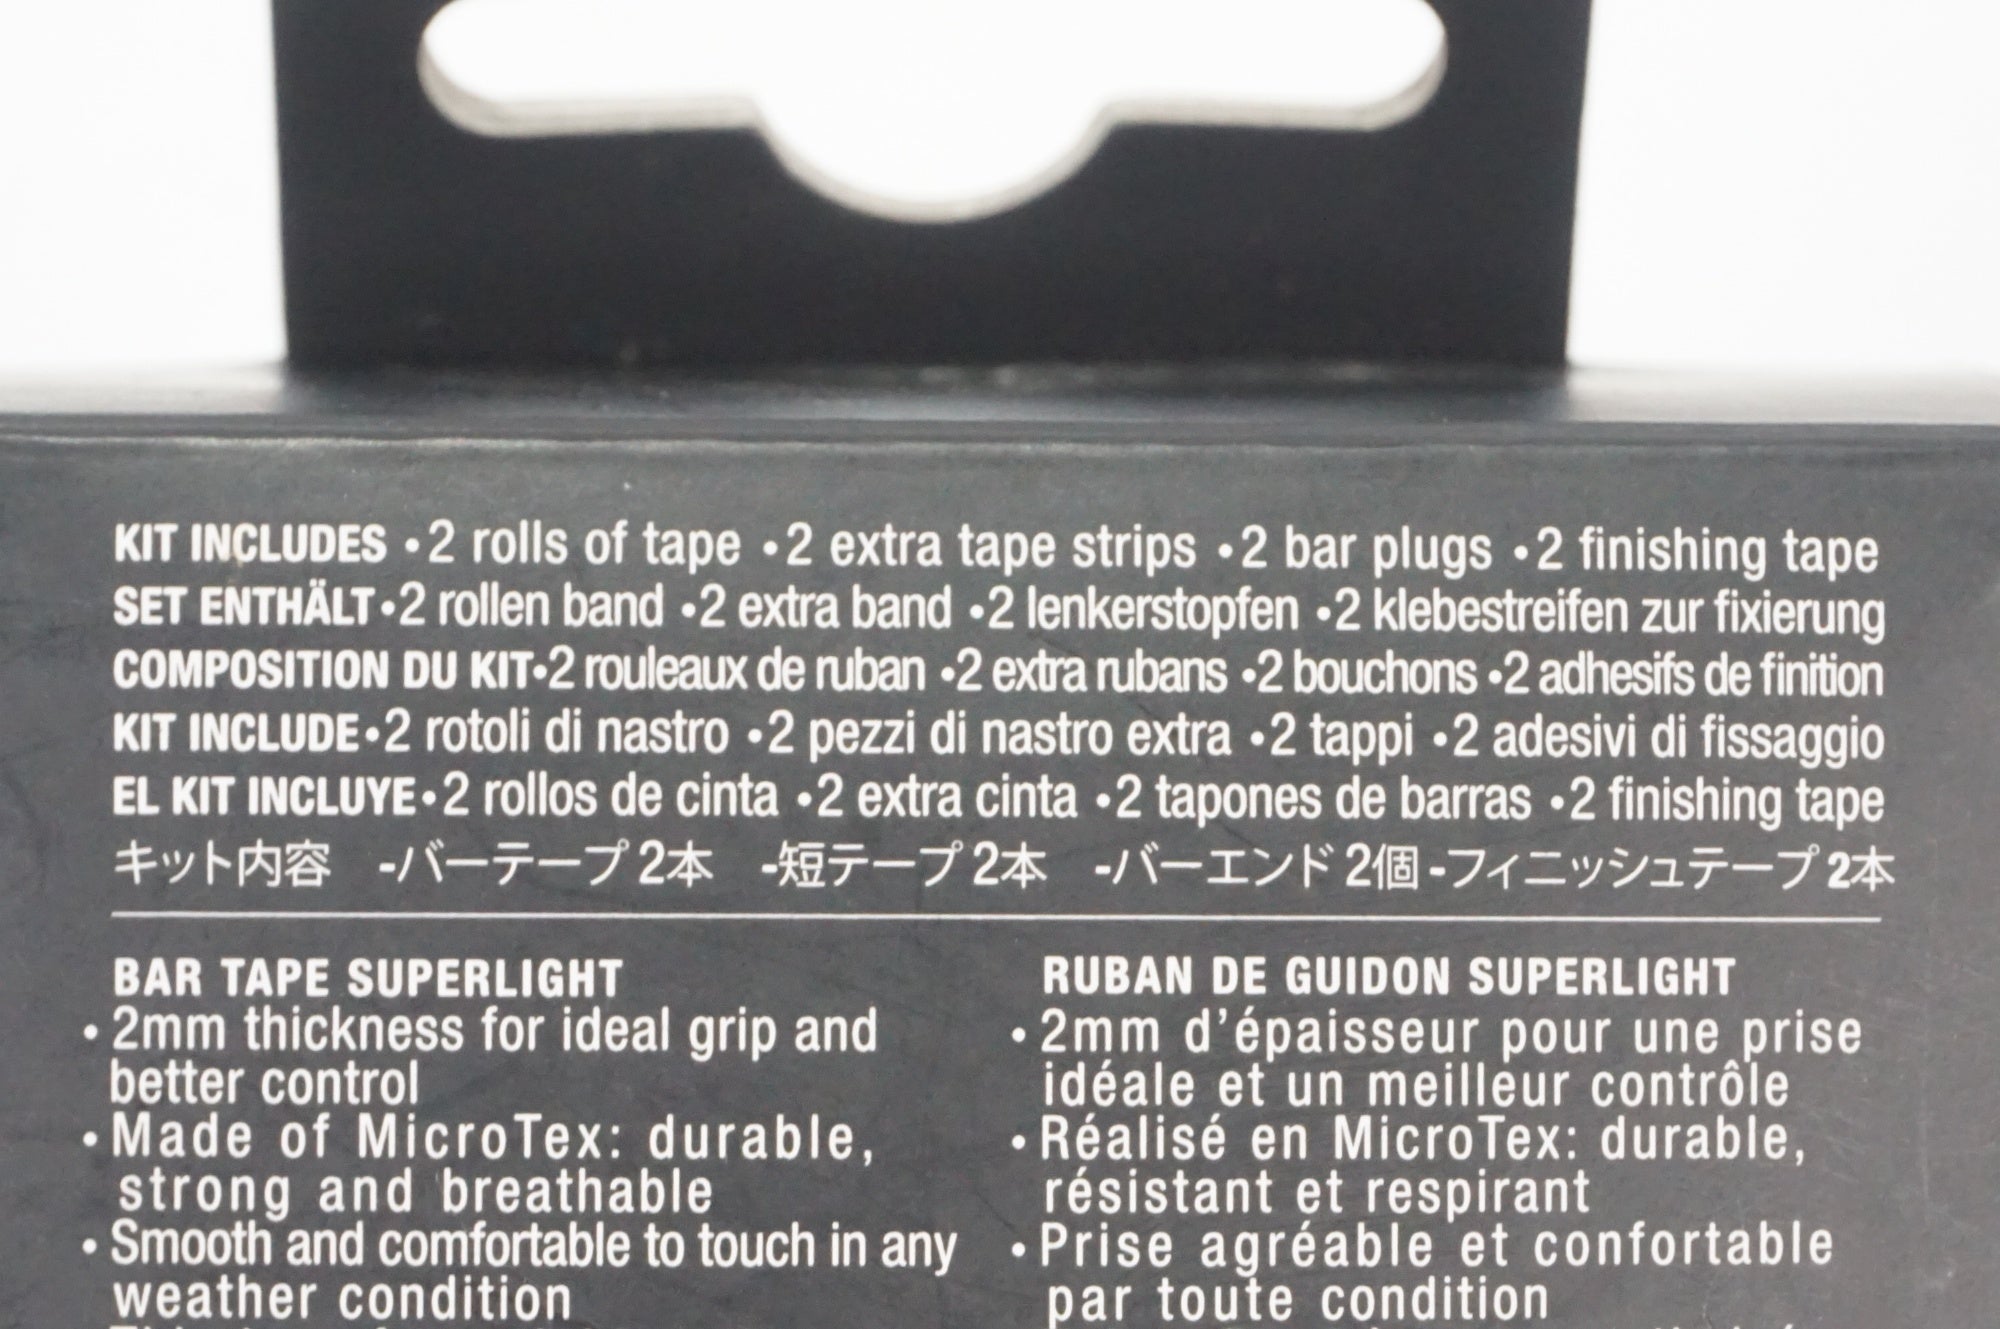 KIT INCLUDES •2 rolls of tape •2 extra tape strips •2 bar plugs •2 finishing tape
SET ENTHÄLT•2 rollen band •2 extra band •2 lenkerstopfen •2 klebestreifen zur fixierung
COMPOSITION DU KIT•2 rouleaux de ruban •2 extra rubans •2 bouchons •2 adhesifs de finition
KIT INCLUDE•2 rotoli di nastro •2 pezzi di nastro extra •2 tappi •2 adesivi di fissaggio
EL KIT INCLUYE•2 rollos de cinta •2 extra cinta •2 tapones de barras •2 finishing tape
キット内容 -バーテープ 2本 -短テープ 2本 -バーエンド 2個 -フィニッシュテープ 2本
BAR TAPE SUPERLIGHT
• 2mm thickness for ideal grip and
better control
• Made of MicroTex: durable,
strong and breathable
• Smooth and comfortable to touch in any
weather condition
RUBAN DE GUIDON SUPERLIGHT
• 2mm d'épaisseur pour une prise
idéale et un meilleur contrôle
• Réalisé en MicroTex: durable,
résistant et respirant
• Prise agréable et confortable
par toute condition